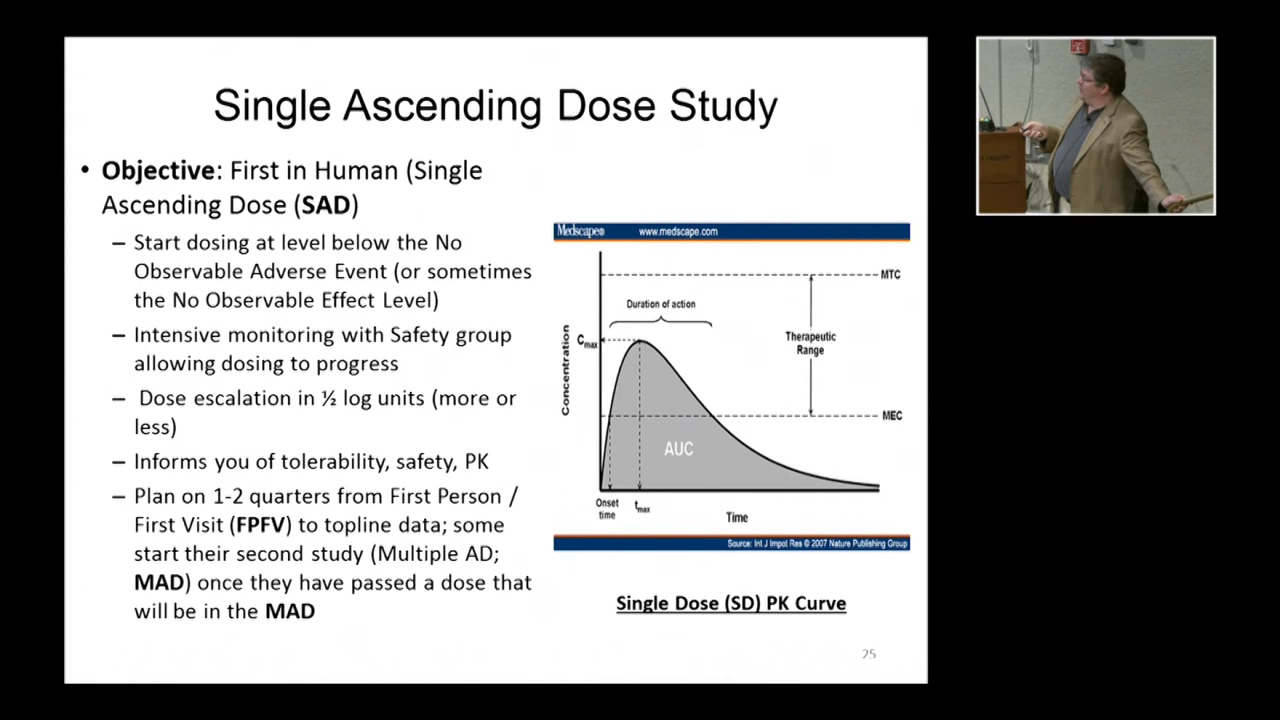 Single Ascending Dose Study
• Objective: First in Human (Single
Ascending Dose (SAD)
– Start dosing at level below the No
Observable Adverse Event (or sometimes
the No Observable Effect Level)
– Intensive monitoring with Safety group
allowing dosing to progress
– Dose escalation in ½ log units (more or
less)
– Informs you of tolerability, safety, PK
– Plan on 1-2 quarters from First Person /
First Visit (FPFV) to topline data; some
start their second study (Multiple AD;
MAD) once they have passed a dose that
will be in the MAD
Medscape® www.medscape.com
MTC
Duration of action
Therapeutic
Range
Cmax
Concentration
MEC
AUC
Onset
time
tmax
Time
Source: Int J Impot Res © 2007 Nature Publishing Group
Single Dose (SD) PK Curve
25